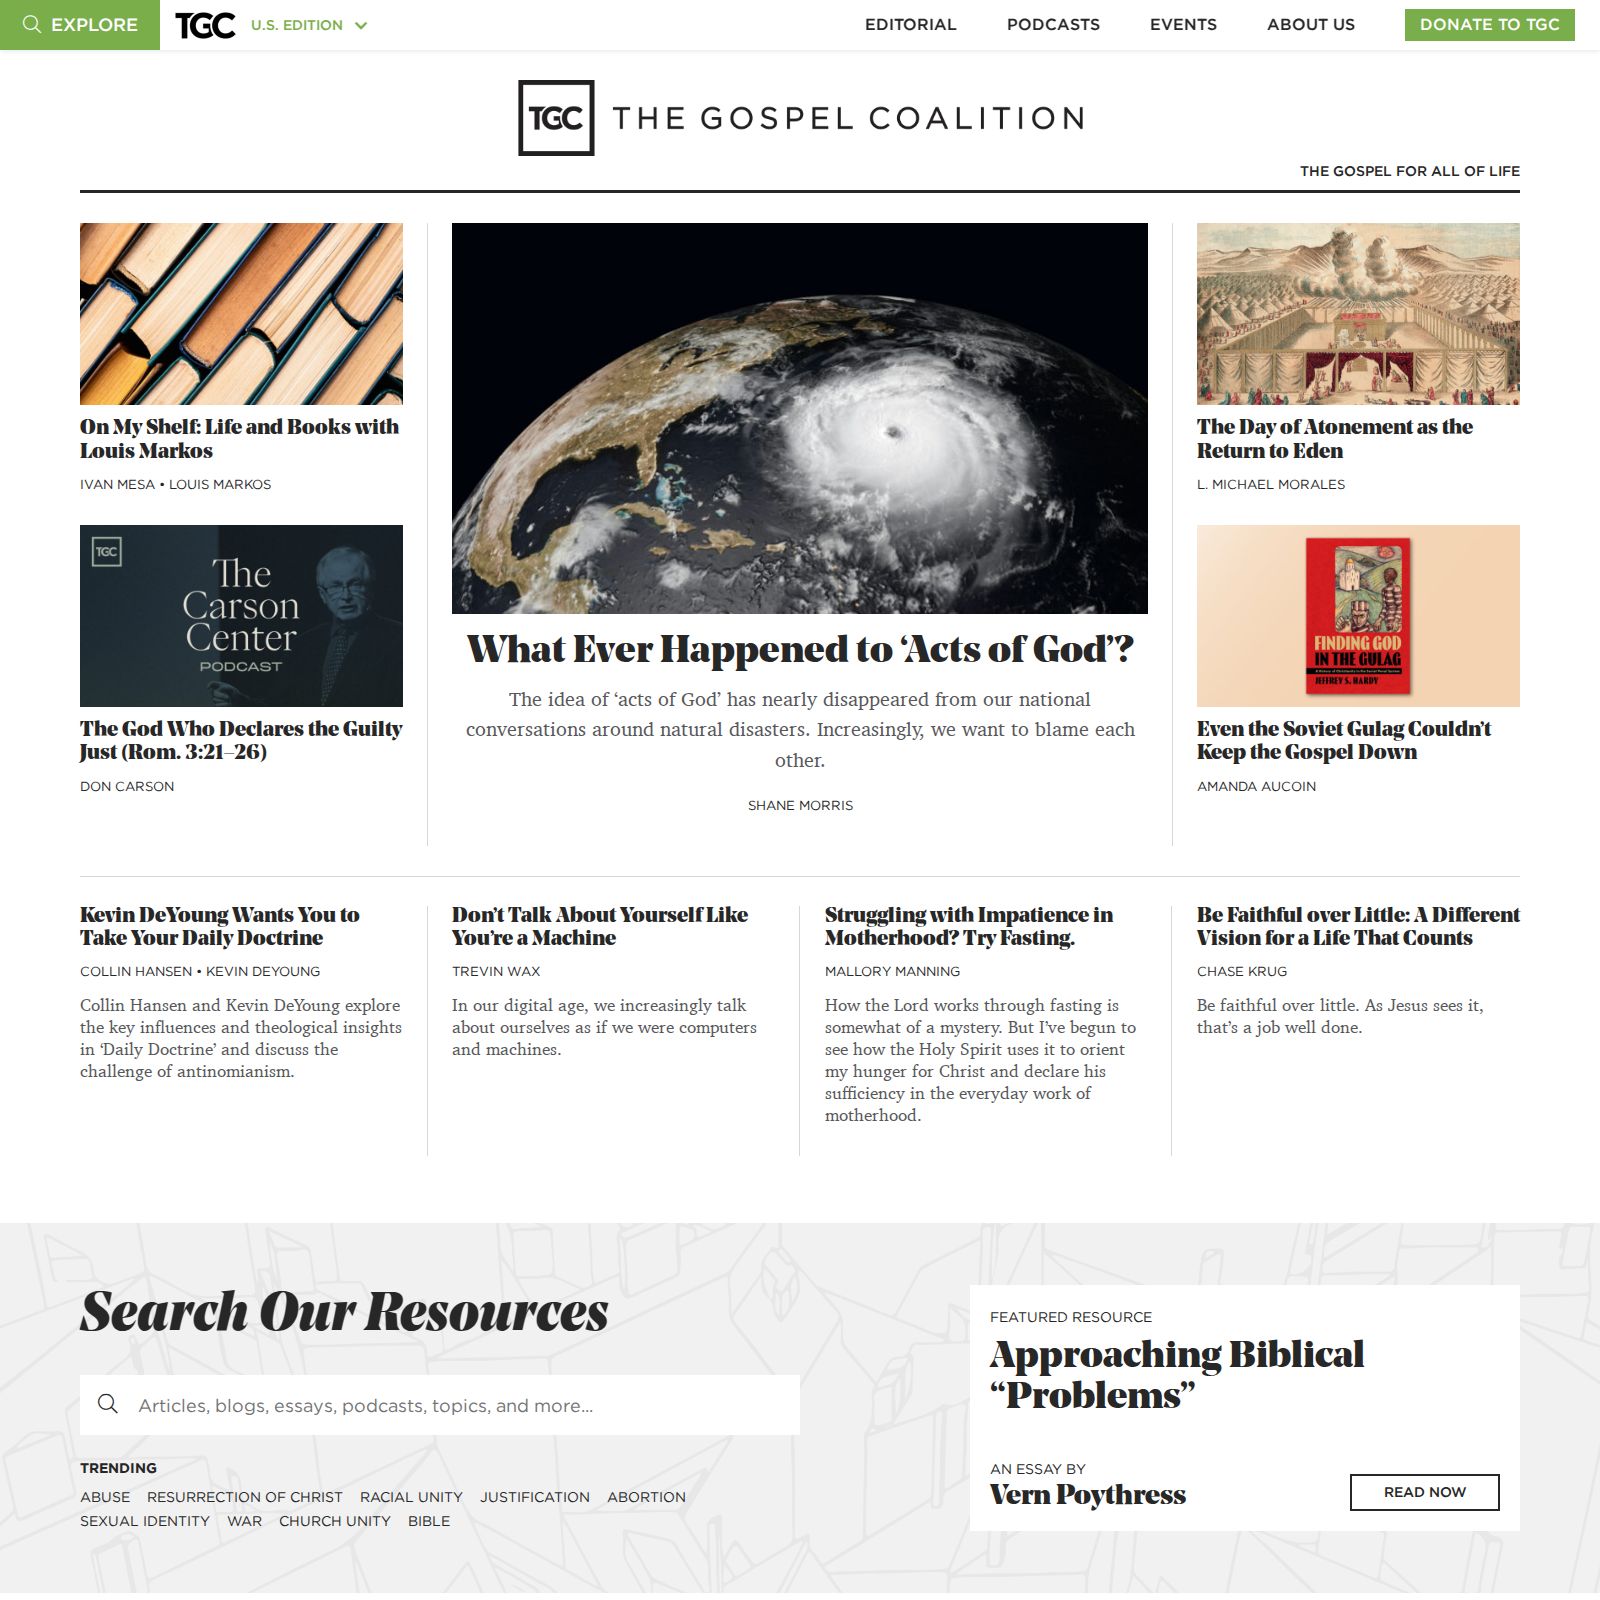 EXPLORE
TGC
U.S. EDITION
EDITORIAL
PODCASTS
EVENTS
ABOUT US
DONATE TO TGC
TGC
THE GOSPEL COALITION
THE GOSPEL FOR ALL OF LIFE
On My Shelf: Life and Books with
Louis Markos
IVAN MESA • LOUIS MARKOS
TGC
The
Carson
Center
PODCAST
The God Who Declares the Guilty
Just (Rom. 3:21–26)
DON CARSON
What Ever Happened to ‘Acts of God’?
The idea of ‘acts of God’ has nearly disappeared from our national
conversations around natural disasters. Increasingly, we want to blame each
other.
SHANE MORRIS
The Day of Atonement as the
Return to Eden
L. MICHAEL MORALES
FINDING GOD
IN THE GULAG
JEFFREY S. HARDY
Even the Soviet Gulag Couldn’t
Keep the Gospel Down
AMANDA AUCOIN
Kevin DeYoung Wants You to
Take Your Daily Doctrine
COLLIN HANSEN • KEVIN DEYOUNG
Collin Hansen and Kevin DeYoung explore
the key influences and theological insights
in ‘Daily Doctrine’ and discuss the
challenge of antinomianism.
Don’t Talk About Yourself Like
You’re a Machine
TREVIN WAX
In our digital age, we increasingly talk
about ourselves as if we were computers
and machines.
Struggling with Impatience in
Motherhood? Try Fasting.
MALLORY MANNING
How the Lord works through fasting is
somewhat of a mystery. But I’ve begun to
see how the Holy Spirit uses it to orient
my hunger for Christ and declare his
sufficiency in the everyday work of
motherhood.
Be Faithful over Little: A Different
Vision for a Life That Counts
CHASE KRUG
Be faithful over little. As Jesus sees it,
that’s a job well done.
Search Our Resources
Articles, blogs, essays, podcasts, topics, and more...
TRENDING
ABUSE RESURRECTION OF CHRIST RACIAL UNITY JUSTIFICATION ABORTION
SEXUAL IDENTITY WAR CHURCH UNITY BIBLE
FEATURED RESOURCE
Approaching Biblical
“Problems”
AN ESSAY BY
Vern Poythress
READ NOW